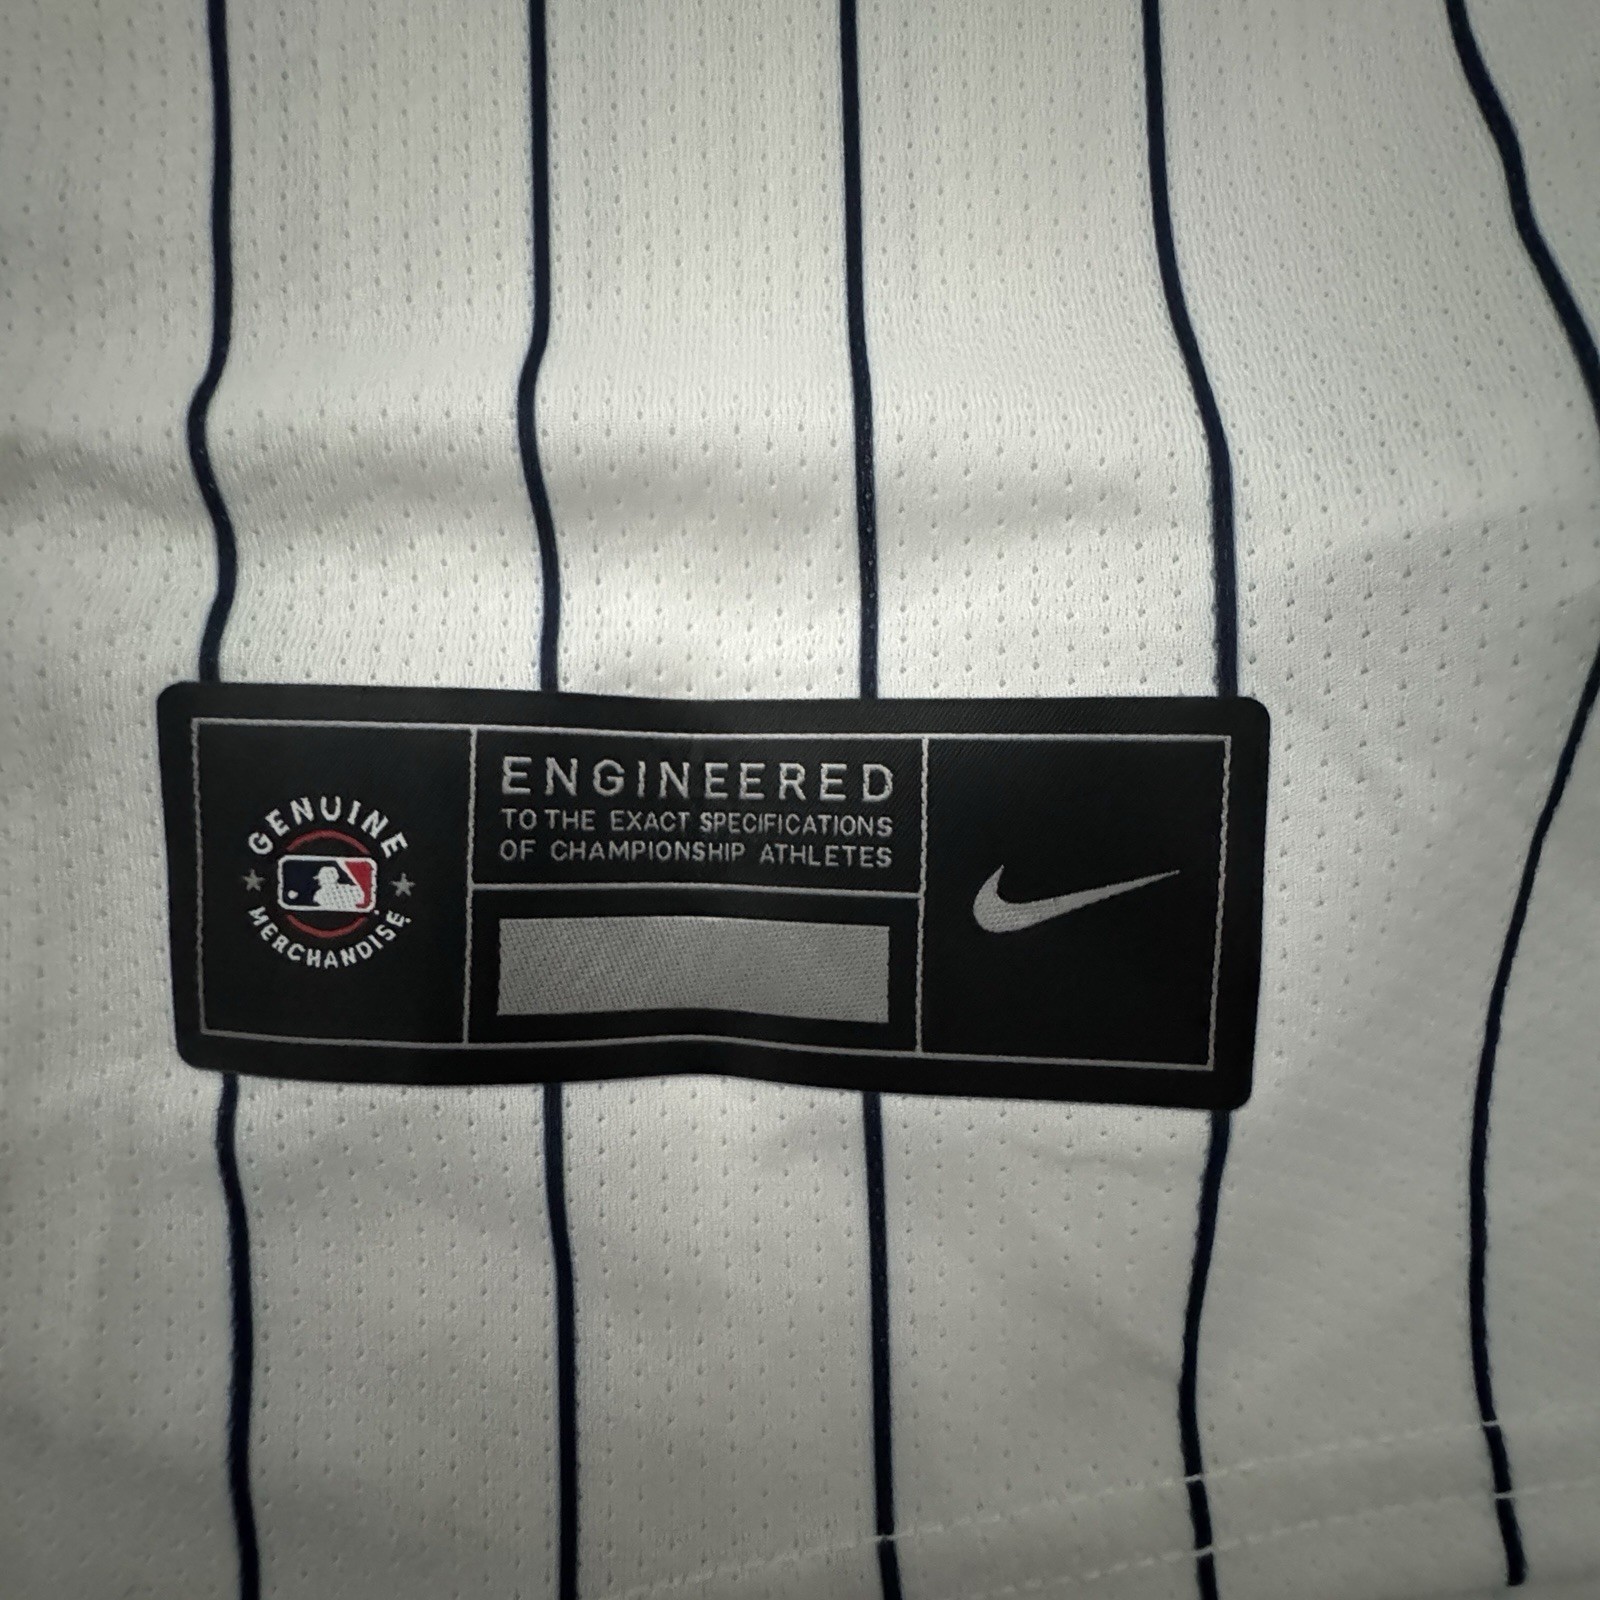 GENUINE
MERCHANDISE
ENGINEERED
TO THE EXACT SPECIFICATIONS
OF CHAMPIONSHIP ATHLETES